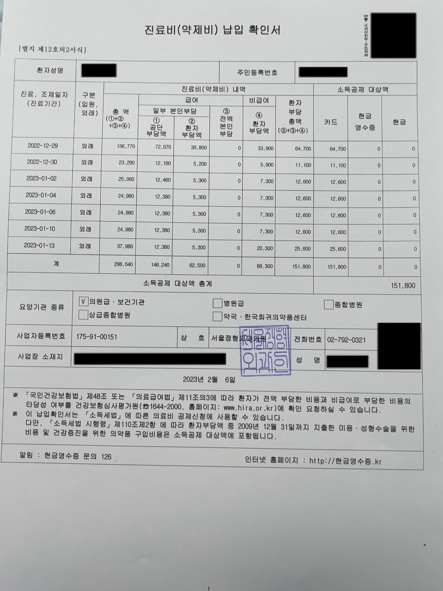 진료비(약제비) 납입 확인서
[별지 제12호의2서식]
환자성명 주민등록번호
진료, 조제일자 (진료기간) 구분 (입원, 외래) 진료비(약제비) 내역 소득공제 대상
총 액 (①+②+③+④) 급여 비급여 환자 부담 총액 (②+③+④) 카드 현금 영수증 현금
일부 본인부담 ③ 전액 본인 부담 ④ 환자 부담액
① 공단 부담액 ② 환자 부담액
2022-12-29 외래 136,770 72,070 30,800 0 33,900 64,700 64,700 0 0
2022-12-30 외래 23,290 12,190 5,200 0 5,900 11,100 11,100 0 0
2023-01-02 외래 25,060 12,460 5,300 0 7,300 12,600 12,600 0 0
2023-01-04 외래 24,980 12,380 5,300 0 7,300 12,600 12,600 0 0
2023-01-06 외래 24,980 12,380 5,300 0 7,300 12,600 12,600 0 0
2023-01-10 외래 24,980 12,380 5,300 0 7,300 12,600 12,600 0 0
2023-01-13 외래 37,980 12,380 5,300 0 20,300 25,600 25,600 0 0
계 298,040 146,240 62,500 0 89,300 151,800 151,800 0 0
소득공제 대상액 총계 151,800
요양기관 종류 [V]의원급ㆍ보건기관 [ ]병원급 [ ]종합병원
[ ]상급종합병원 [ ]약국ㆍ한국희귀의약품센터
사업자등록번호 175-91-00151 상 호 전화번호 02-792-0321
사업장 소재지 성 명
2023년 2월 6일
※ 「국민건강보험법」제48조 또는 「의료급여법」제11조의3에 따라 환자가 전액 부담한 비용과 비급여로 부담한 비용의
타당성 여부를 건강보험심사평가원(☎1644-2000, 홈페이지: www.hira.or.kr)에 확인 요청하실 수 있습니다.
※ 이 납입확인서는 「소득세법」에 따른 의료비 공제신청에 사용할 수 있습니다.
다만, 「소득세법 시행령」제110조제2항 에 따라 환자부담액 중 2009년 12월 31일까지 지출한 미용ㆍ성형수술을 위한
비용 및 건강증진을 위한 의약품 구입비용은 소득공제 대상액에 포함됩니다.
알림 : 현금영수증 문의 126 인터넷 홈페이지 : http://현금영수증.kr